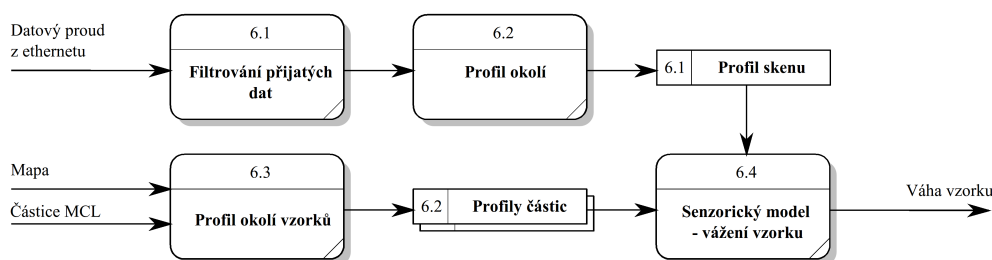 Datový proud
z ethernetu
6.1
Filtrování přijatých
dat
6.2
Profil okolí
6.1 Profil skenu
Mapa
Částice MCL
6.3
Profil okolí vzorků
6.2 Profily částic
6.4
Senzorický model
- vážení vzorku
Váha vzorku